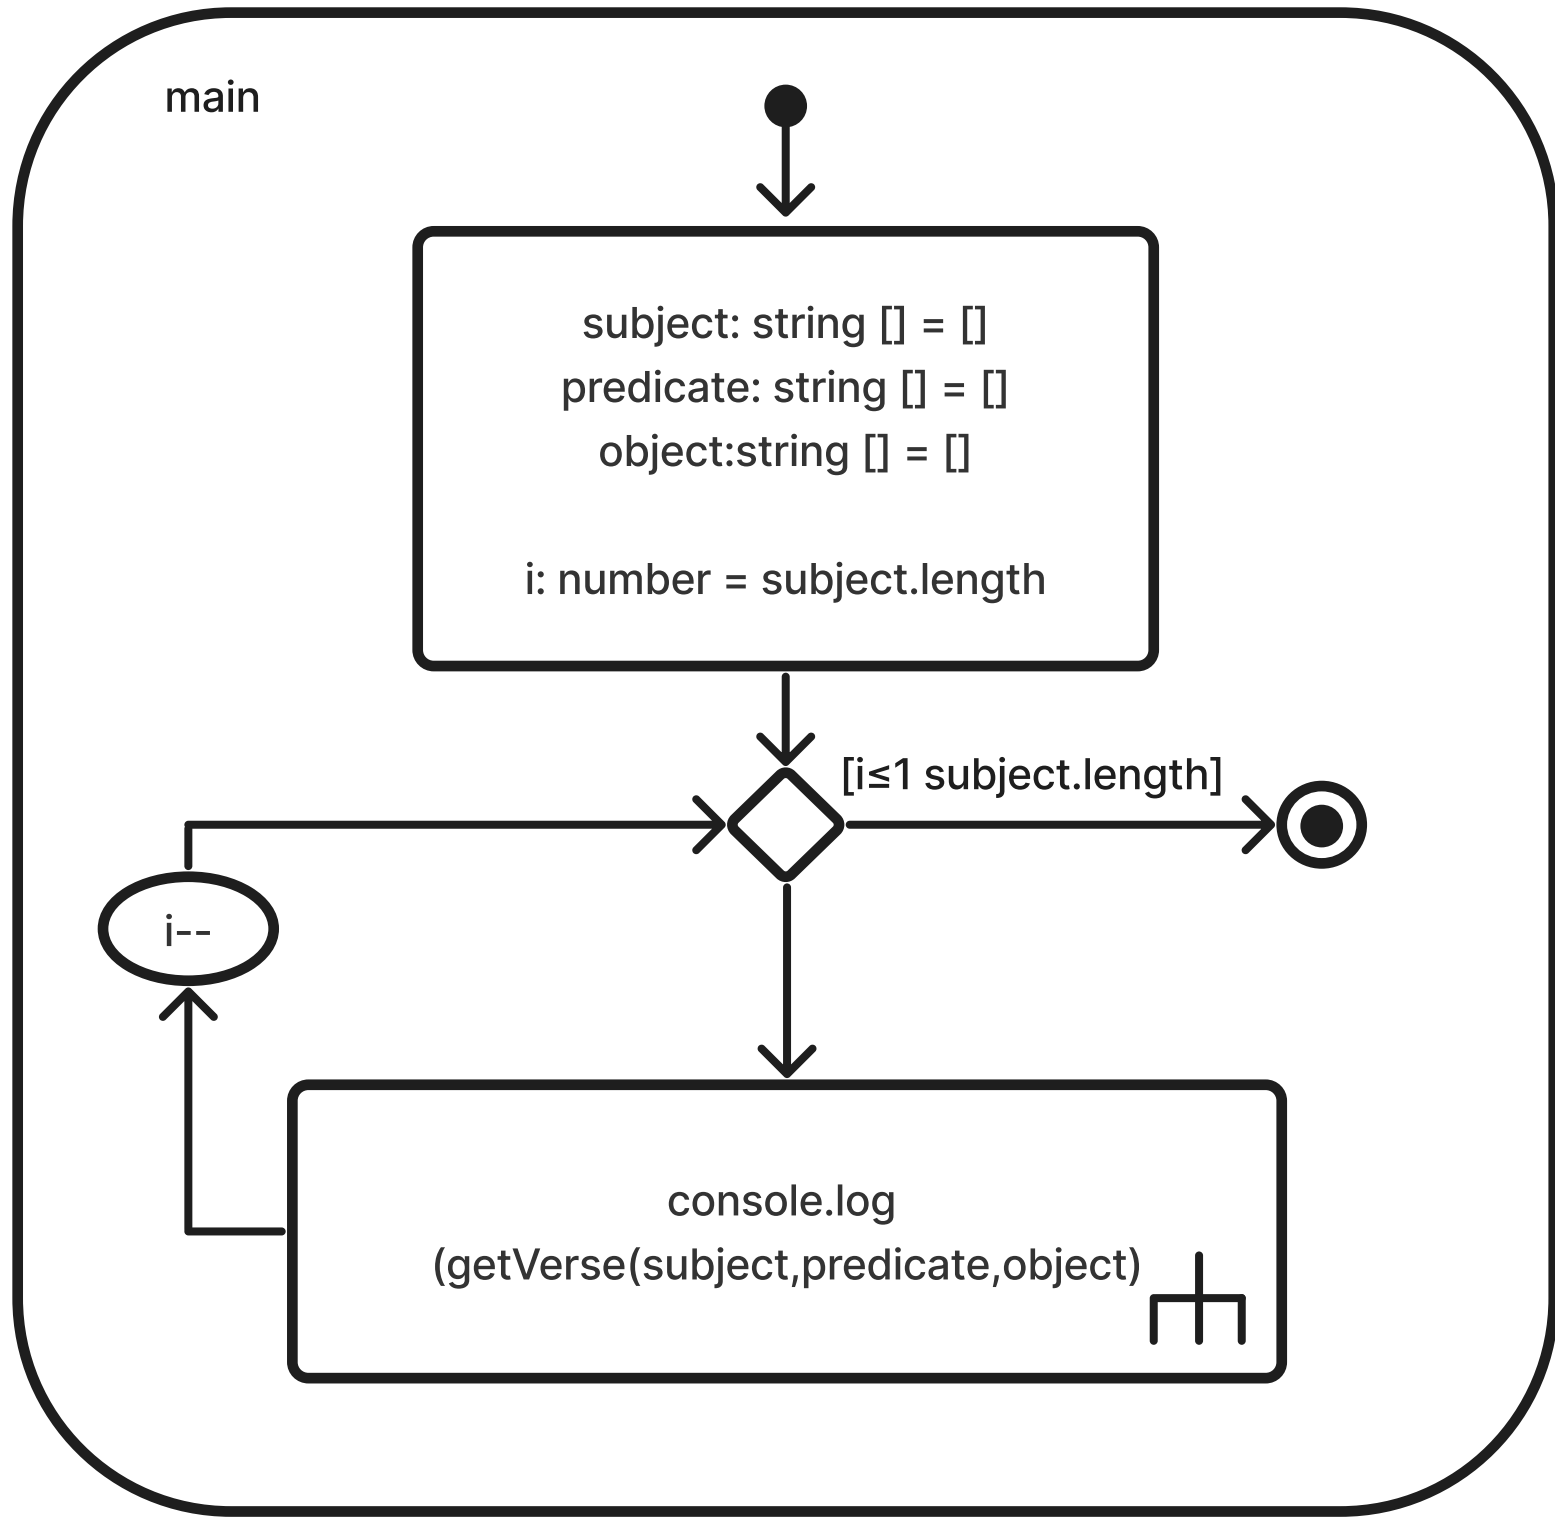 main
subject: string [] = []
predicate: string [] = []
object:string [] = []
i: number = subject.length
[i≤1 subject.length]
i--
console.log
(getVerse(subject,predicate,object)